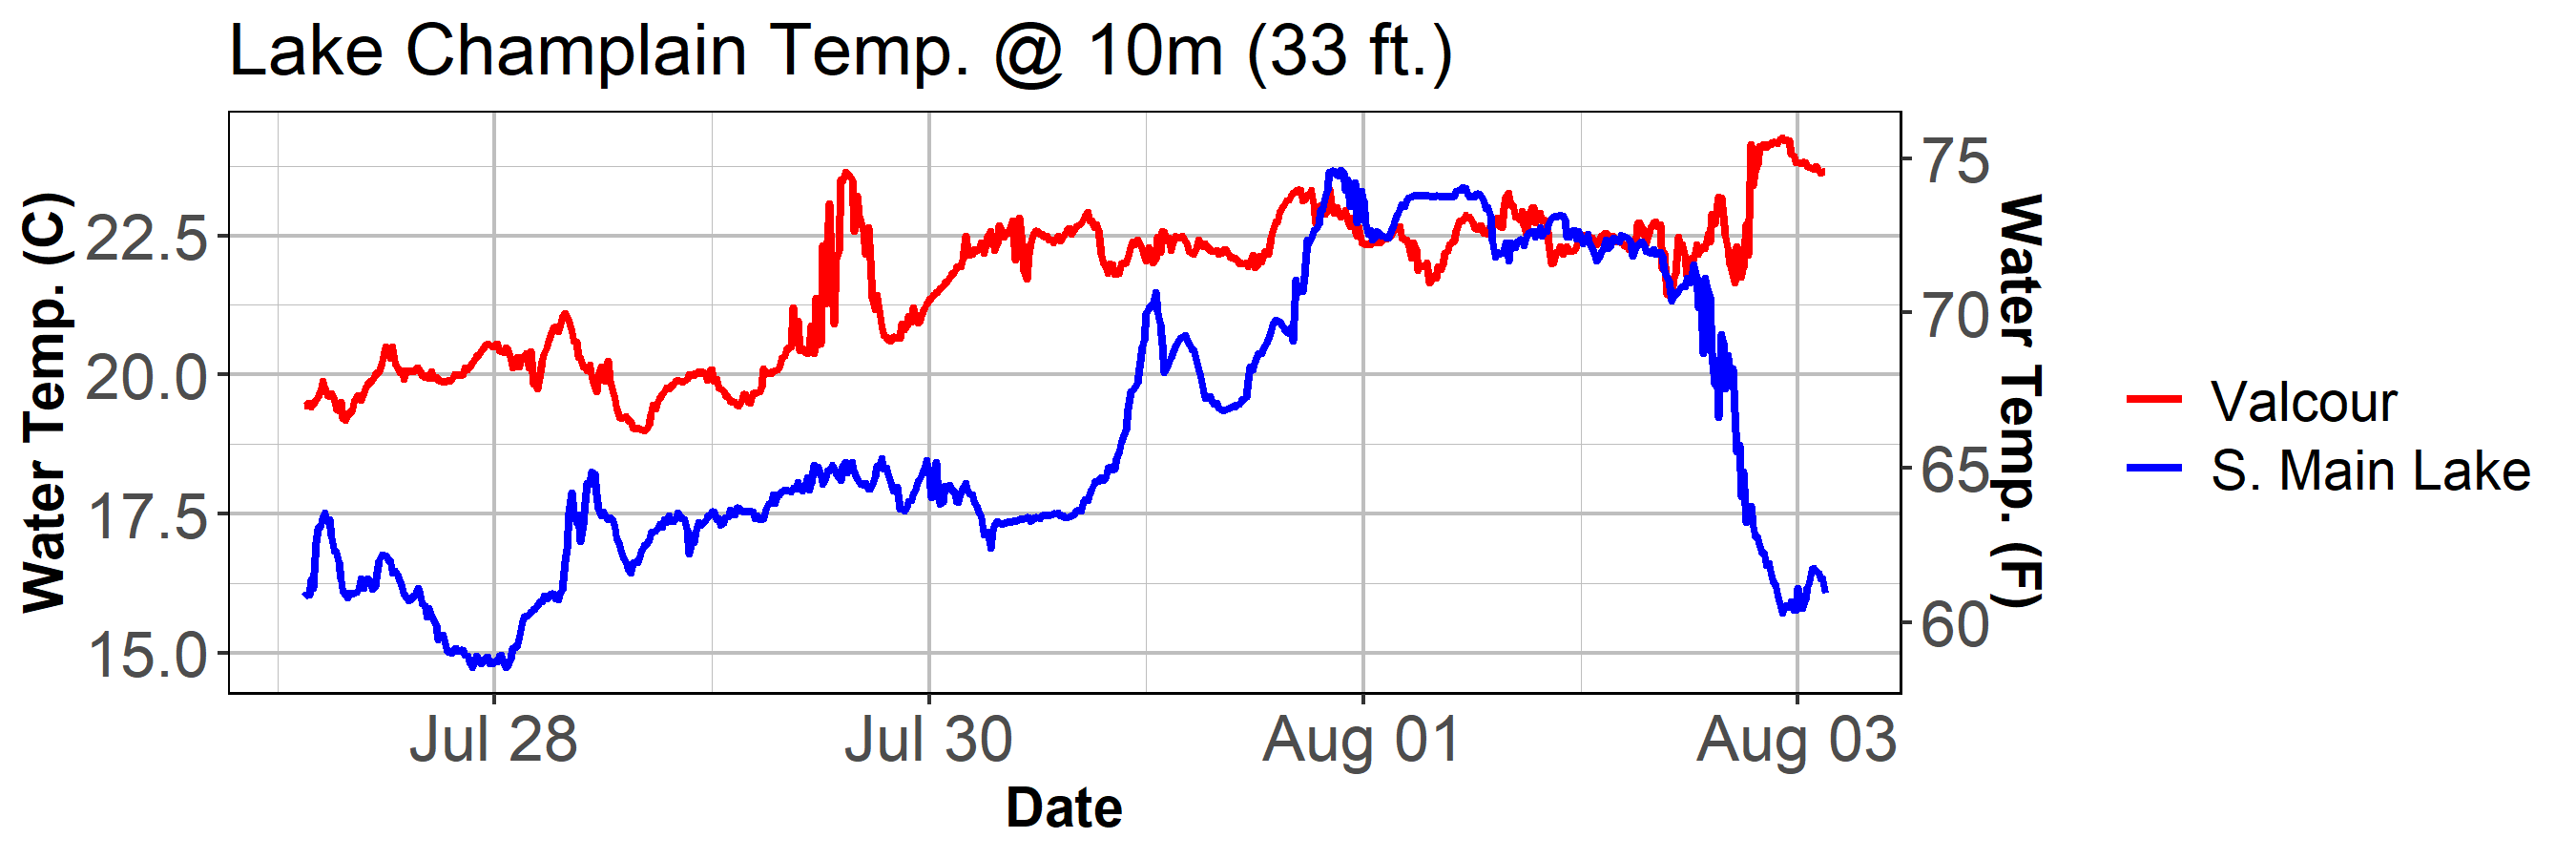 Lake Champlain Temp. @ 10m (33 ft.)
Water Temp. (C)
22.5
20.0
17.5
15.0
75
70
65
60
Water Temp. (F)
Jul 28
Jul 30
Aug 01
Aug 03
Date
Valcour
S. Main Lake